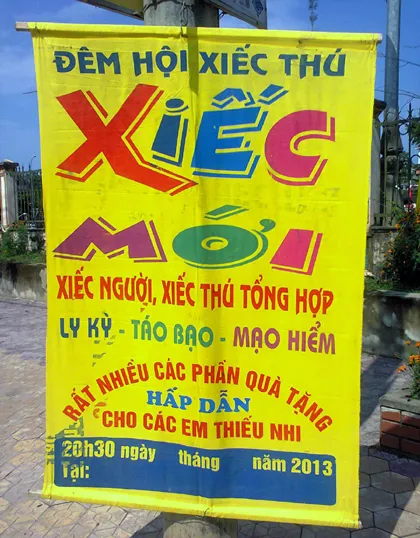 ĐÊM HỘI XIẾC THÚ
XIẾC
MỚI
XIẾC NGƯỜI, XIẾC THÚ TỔNG HỢP
LY KỲ - TÁO BẠO - MẠO HIỂM
RẤT NHIỀU CÁC PHẦN QUÀ TẶNG
HẤP DẪN
CHO CÁC EM THIẾU NHI
20h30 ngày tháng năm 2013
Tại: